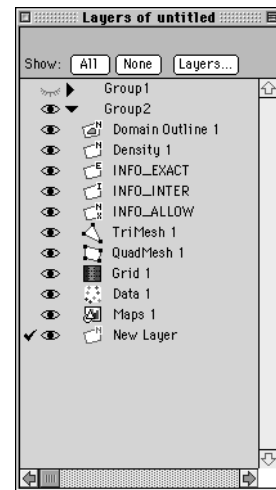 Layers of untitled
Show: All None Layers...
Group1
Group2
Domain Outline 1
N Density 1
E INFO_EXACT
I INFO_INTER
N X INFO_ALLOW
TriMesh 1
QuadMesh 1
Grid 1
Data 1
Maps 1
N New Layer